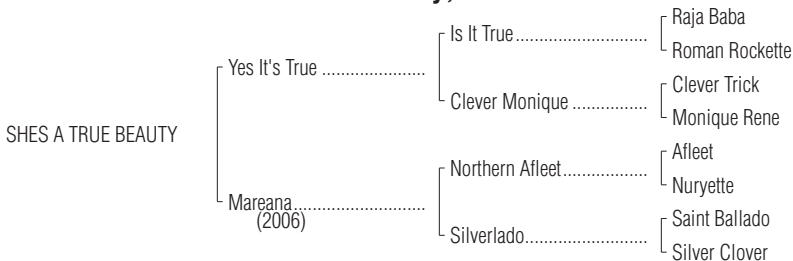 Raja Baba
Is It True
Roman Rockette
Yes It's True
Clever Trick
Clever Monique
Monique Rene
SHES A TRUE BEAUTY
Afleet
Northern Afleet
Nuryette
Mareana
(2006)
Saint Ballado
Silverlado
Silver Clover